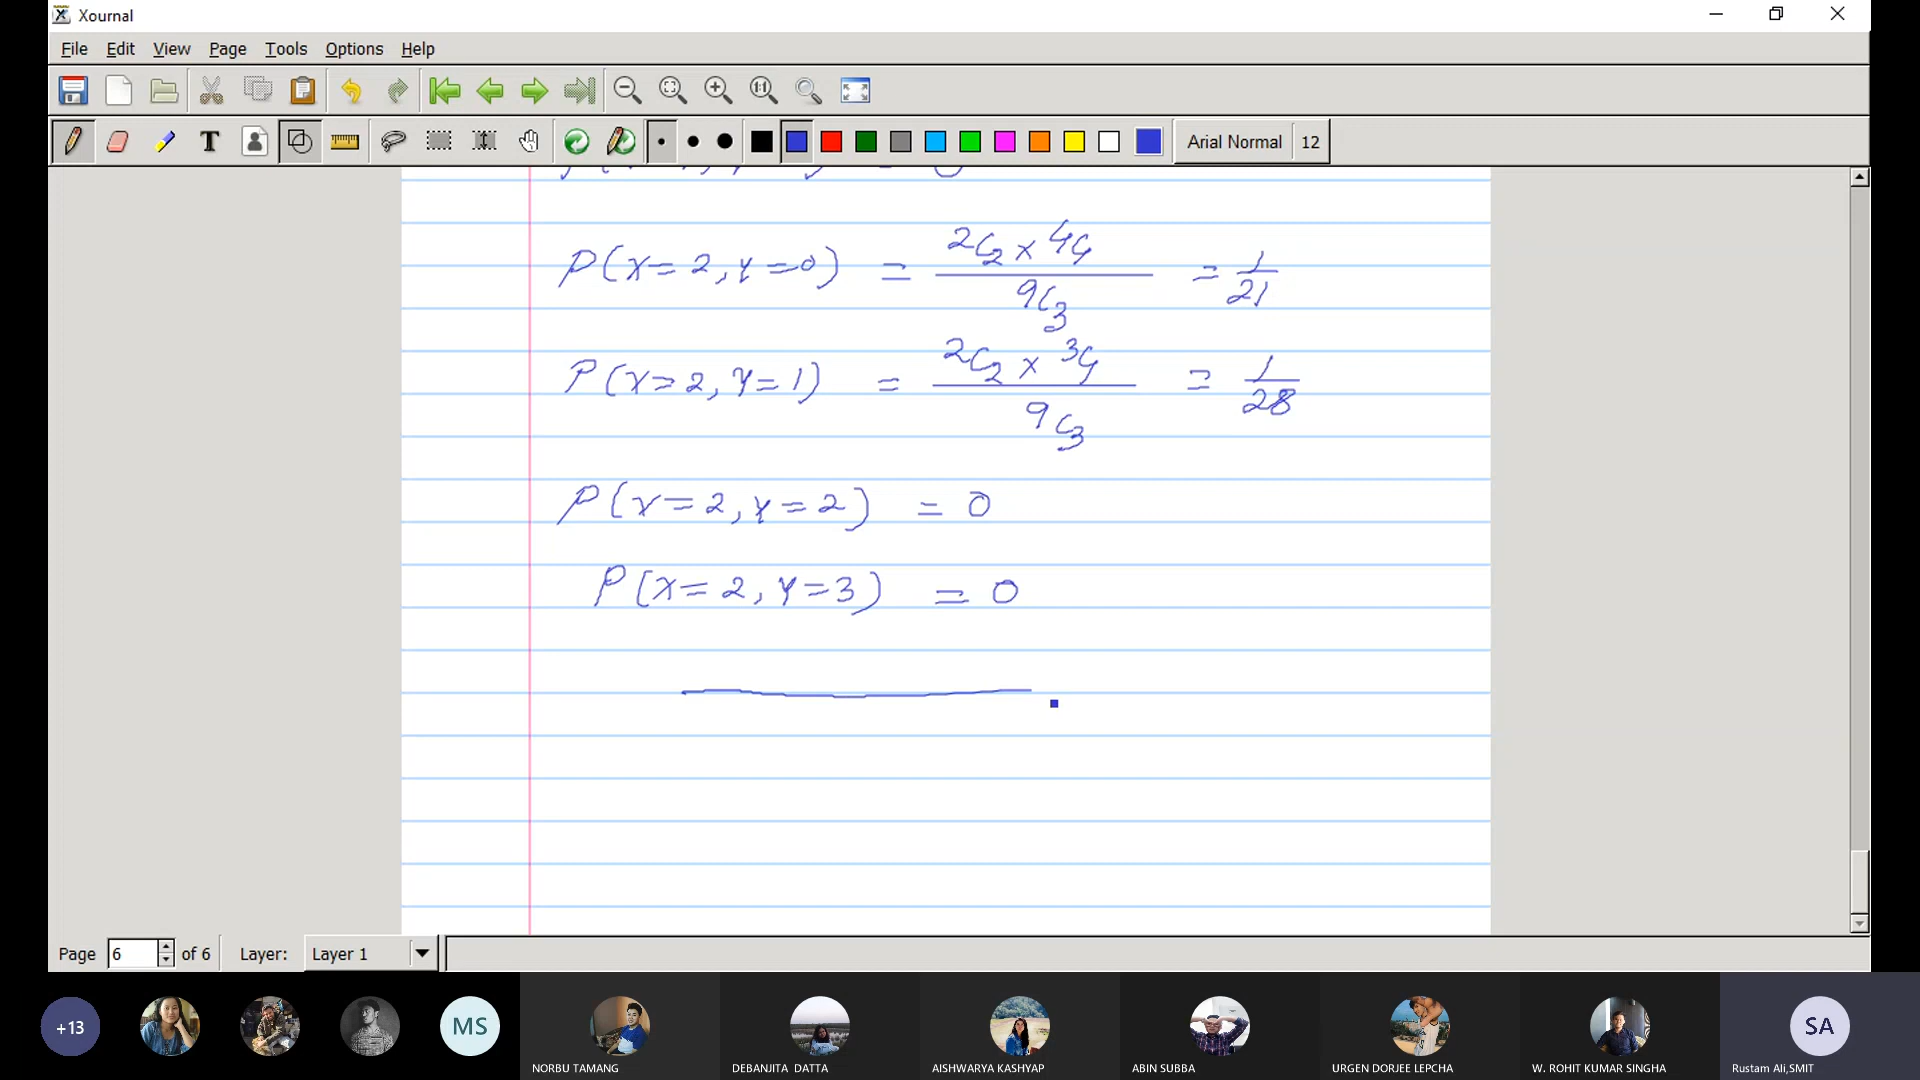 Xournal
File Edit View Page Tools Options Help
T Arial Normal 12
P(X=2, Y=0) = 2C2 x 4C1 / 9C3 = 1/21
P(X=2, Y=1) = 2C2 x 3C1 / 9C3 = 1/28
P(X=2, Y=2) = 0
P(X=2, Y=3) = 0
Page 6 of 6 Layer: Layer 1
+13 MS SA
NORBU TAMANG DEBANJITA DATTA AISHWARYA KASHYAP ABIN SUBBA URGEN DORJEE LEPCHA W. ROHIT KUMAR SINGHA Rustam Ali,SMIT